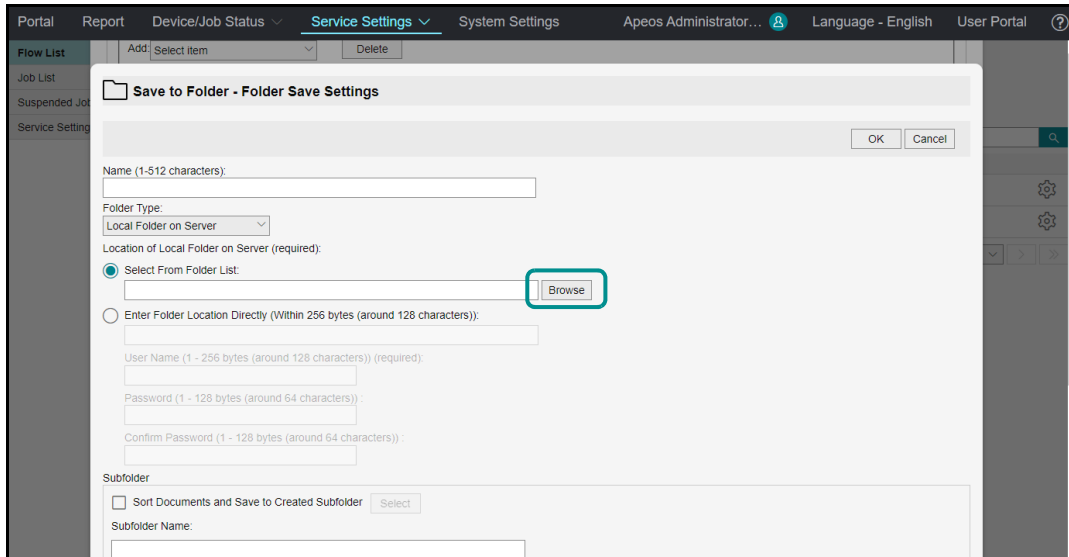 Portal Report Device/Job Status Service Settings System Settings Apeos Administrator... Language - English User Portal ?
Flow List Add: Select item Delete
Job List
Save to Folder - Folder Save Settings
Suspended Jo
Service Setting
OK Cancel
Name (1-512 characters):
Folder Type:
Local Folder on Server
Location of Local Folder on Server (required):
Select From Folder List:
Browse
Enter Folder Location Directly (Within 256 bytes (around 128 characters)):
User Name (1 - 256 bytes (around 128 characters)) (required):
Password (1 - 128 bytes (around 64 characters)) :
Confirm Password (1 - 128 bytes (around 64 characters)) :
Subfolder
Sort Documents and Save to Created Subfolder Select
Subfolder Name: